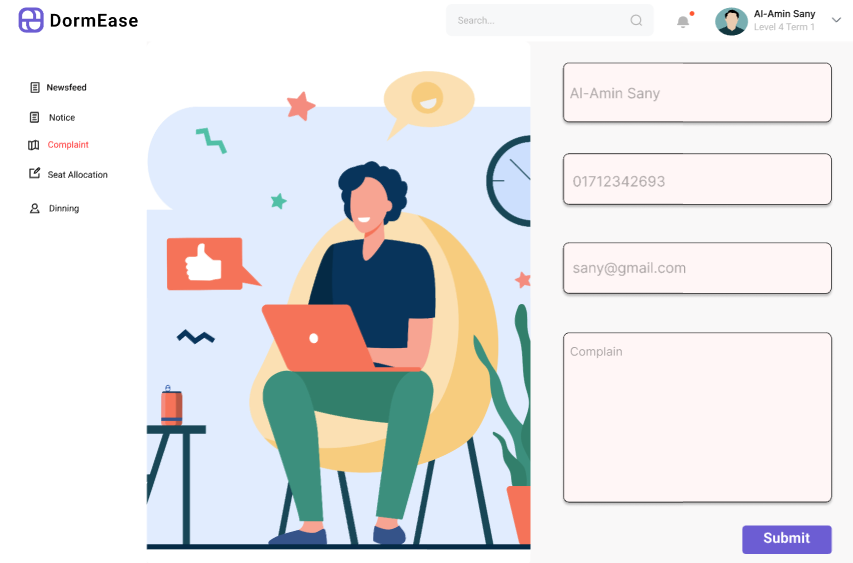 DormEase
Search...
Al-Amin Sany
Level 4 Term 1
Newsfeed
Notice
Complaint
Seat Allocation
Dinning
Al-Amin Sany
01712342693
sany@gmail.com
Complain
Submit